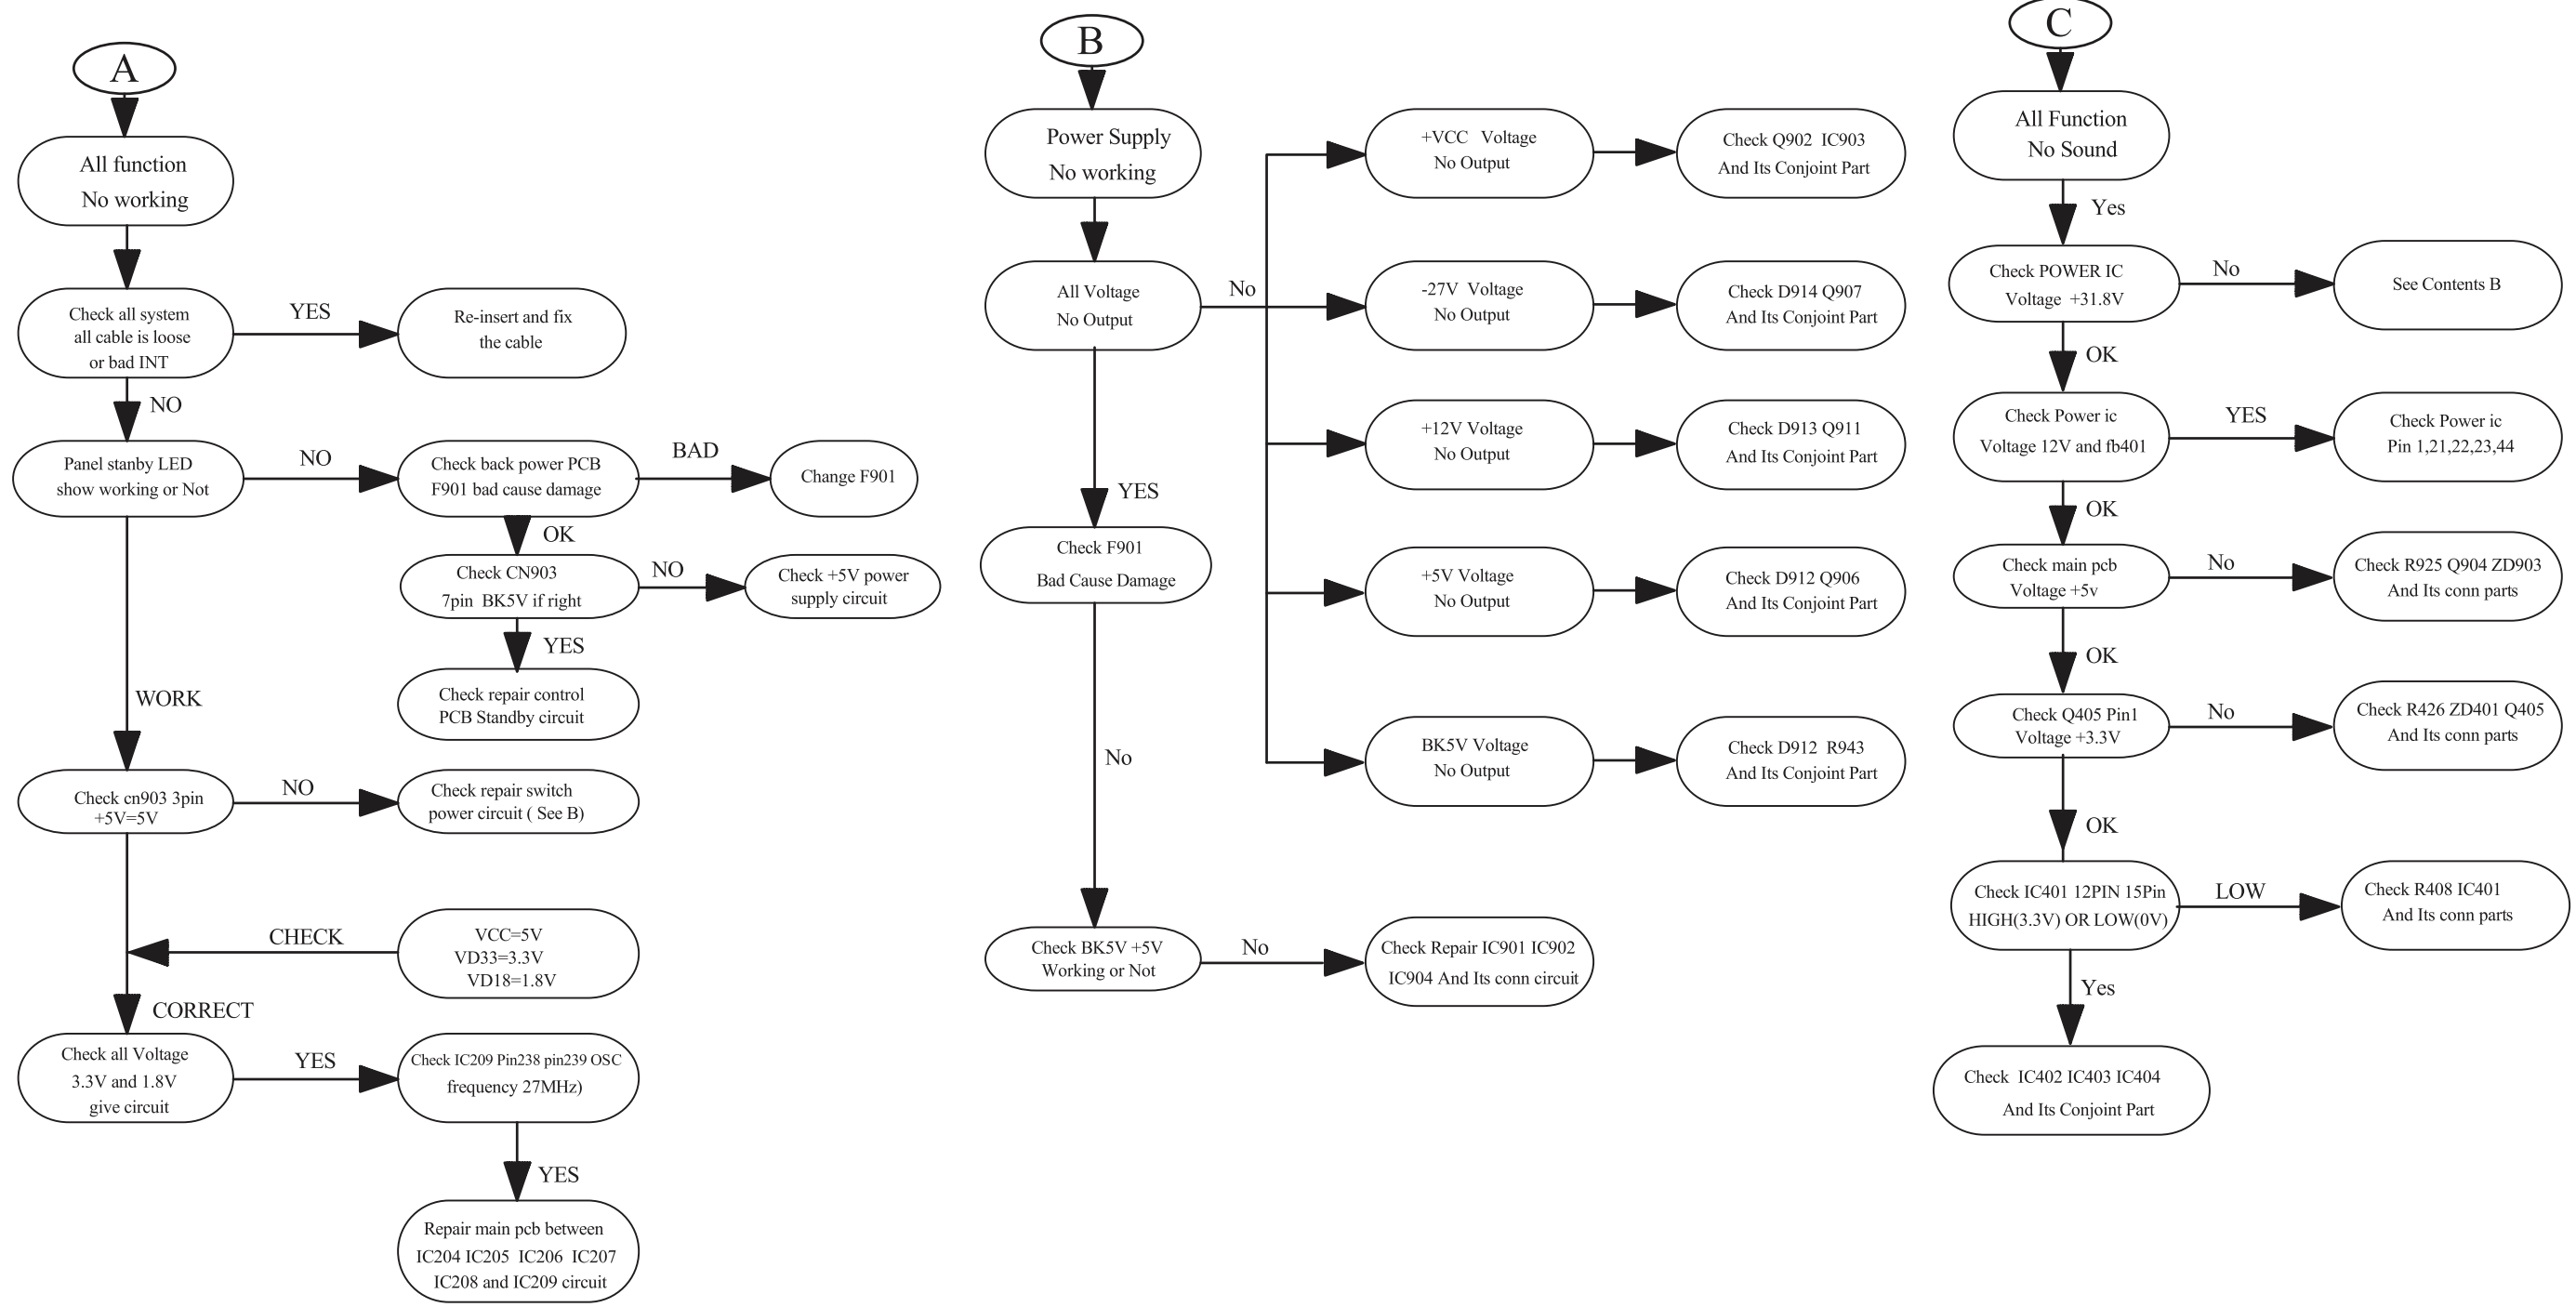 A
All function
No working
Check all system
all cable is loose
or bad INT
YES
Re-insert and fix
the cable
NO
Panel stanby LED
show working or Not
NO
Check back power PCB
F901 bad cause damage
BAD
Change F901
OK
Check CN903
7pin BK5V if right
NO
Check +5V power
supply circuit
YES
Check repair control
PCB Standby circuit
WORK
Check cn903 3pin
+5V=5V
NO
Check repair switch
power circuit ( See B)
CHECK
VCC=5V
VD33=3.3V
VD18=1.8V
CORRECT
Check all Voltage
3.3V and 1.8V
give circuit
YES
Check IC209 Pin238 pin239 OSC
frequency 27MHz)
YES
Repair main pcb between
IC204 IC205 IC206 IC207
IC208 and IC209 circuit
B
Power Supply
No working
All Voltage
No Output
No
+VCC Voltage
No Output
Check Q902 IC903
And Its Conjoint Part
-27V Voltage
No Output
Check D914 Q907
And Its Conjoint Part
+12V Voltage
No Output
Check D913 Q911
And Its Conjoint Part
+5V Voltage
No Output
Check D912 Q906
And Its Conjoint Part
BK5V Voltage
No Output
Check D912 R943
And Its Conjoint Part
YES
Check F901
Bad Cause Damage
No
Check BK5V +5V
Working or Not
No
Check Repair IC901 IC902
IC904 And Its conn circuit
C
All Function
No Sound
Yes
Check POWER IC
Voltage +31.8V
No
See Contents B
OK
Check Power ic
Voltage 12V and fb401
YES
Check Power ic
Pin 1,21,22,23,44
OK
Check main pcb
Voltage +5v
No
Check R925 Q904 ZD903
And Its conn parts
OK
Check Q405 Pin1
Voltage +3.3V
No
Check R426 ZD401 Q405
And Its conn parts
OK
Check IC401 12PIN 15Pin
HIGH(3.3V) OR LOW(0V)
LOW
Check R408 IC401
And Its conn parts
Yes
Check IC402 IC403 IC404
And Its Conjoint Part